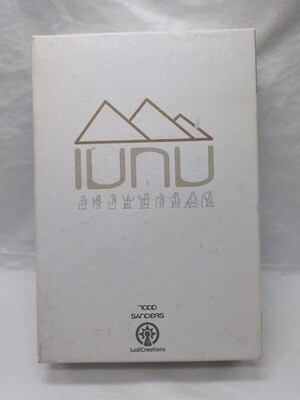 IUNU
TODD
SANDERS
LudiCreations